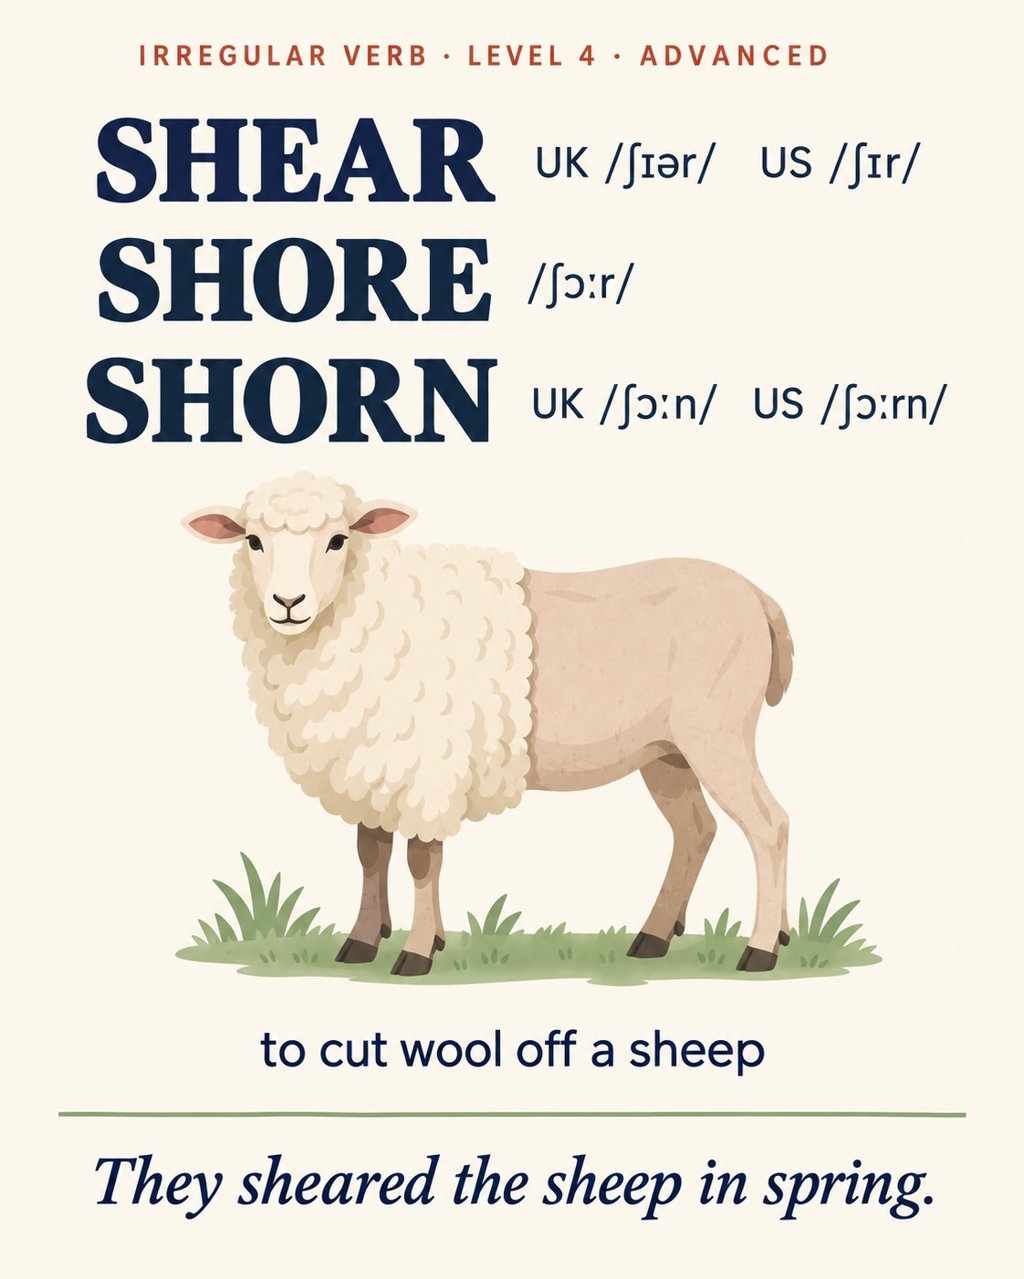 IRREGULAR VERB · LEVEL 4 · ADVANCED
SHEAR UK /ʃɪər/ US /ʃɪr/
SHORE /ʃɔːr/
SHORN UK /ʃɔːn/ US /ʃɔːrn/
to cut wool off a sheep
They sheared the sheep in spring.